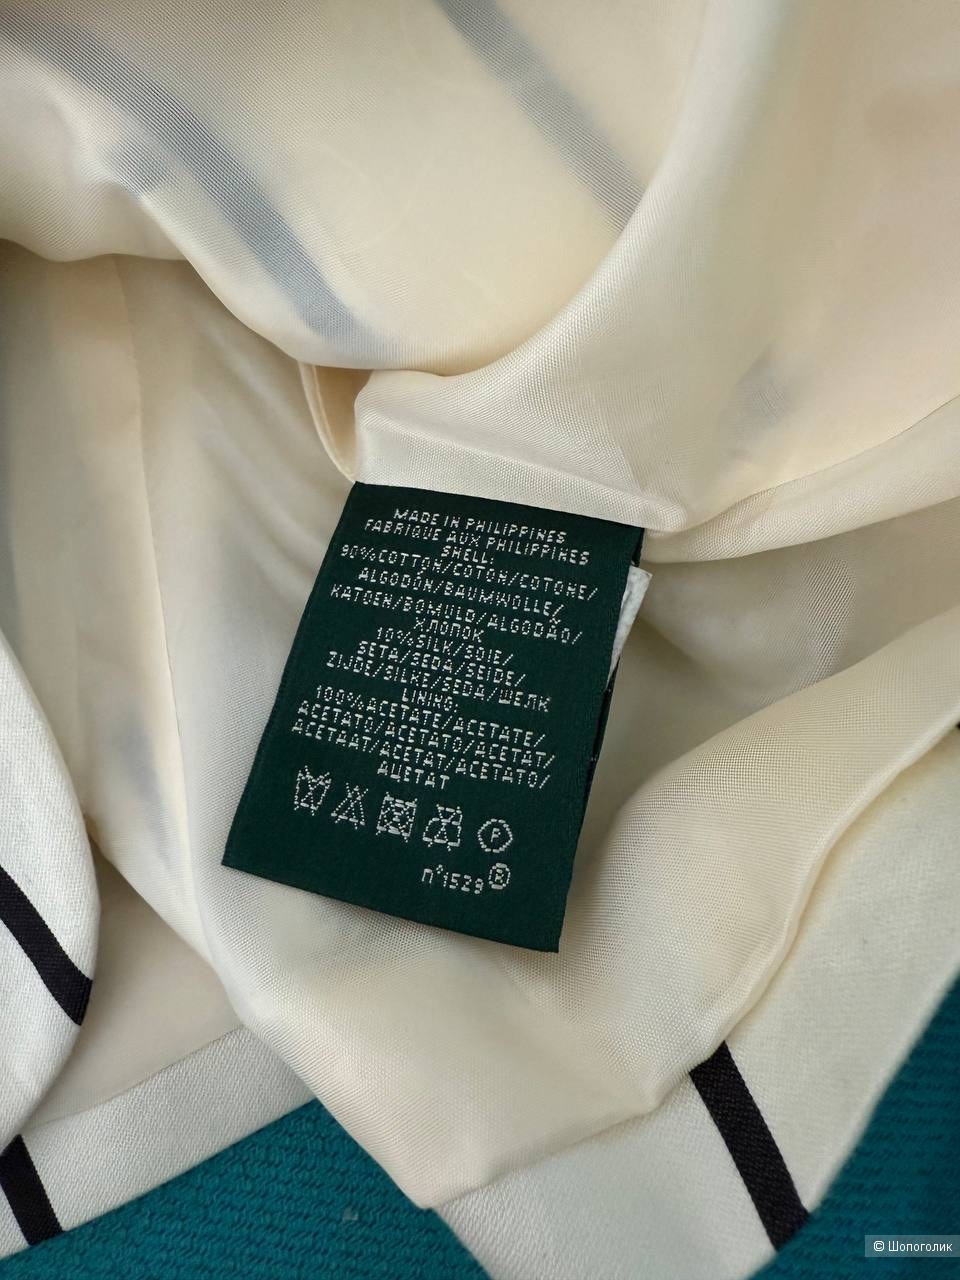 MADE IN PHILIPPINES
FABRIQUE AUX PHILIPPINES
SHELL:
90%COTTON/COTON/COTONE/
ALGODÓN/BAUMWOLLE/
KATOEN/BOMULD/ALGODÃO/
ХЛОПОК
10%SILK/SOIE/
SETA/SEDA/SEIDE/
ZIJDE/SILKE/SEDA/ШЕЛК
LINING:
100%ACETATE/ACETATE/
ACETATO/ACETATO/ACETAT/
ACETAAT/ACETAT/ACETATO/
АЦЕТАТ
P
n°1529 ®
© Шопоголик